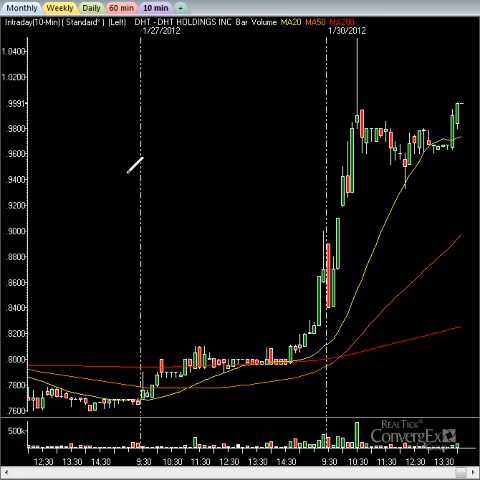 Monthly Weekly Daily 60 min 10 min +
Intraday(10-Min) ( Standard* ) (Left) DHT - DHT HOLDINGS INC Bar Volume MA20 MA50 MA200
1/27/2012 1/30/2012
1.0400
1.0200
.9991
.9800
.9600
.9400
.9200
.9000
.8800
.8600
.8400
.8200
.8000
.7800
.7600
500k
REALTICK®
ConvergEx
12:30 13:30 14:30 9:30 10:30 11:30 12:30 13:30 14:30 9:30 10:30 11:30 12:30 13:30